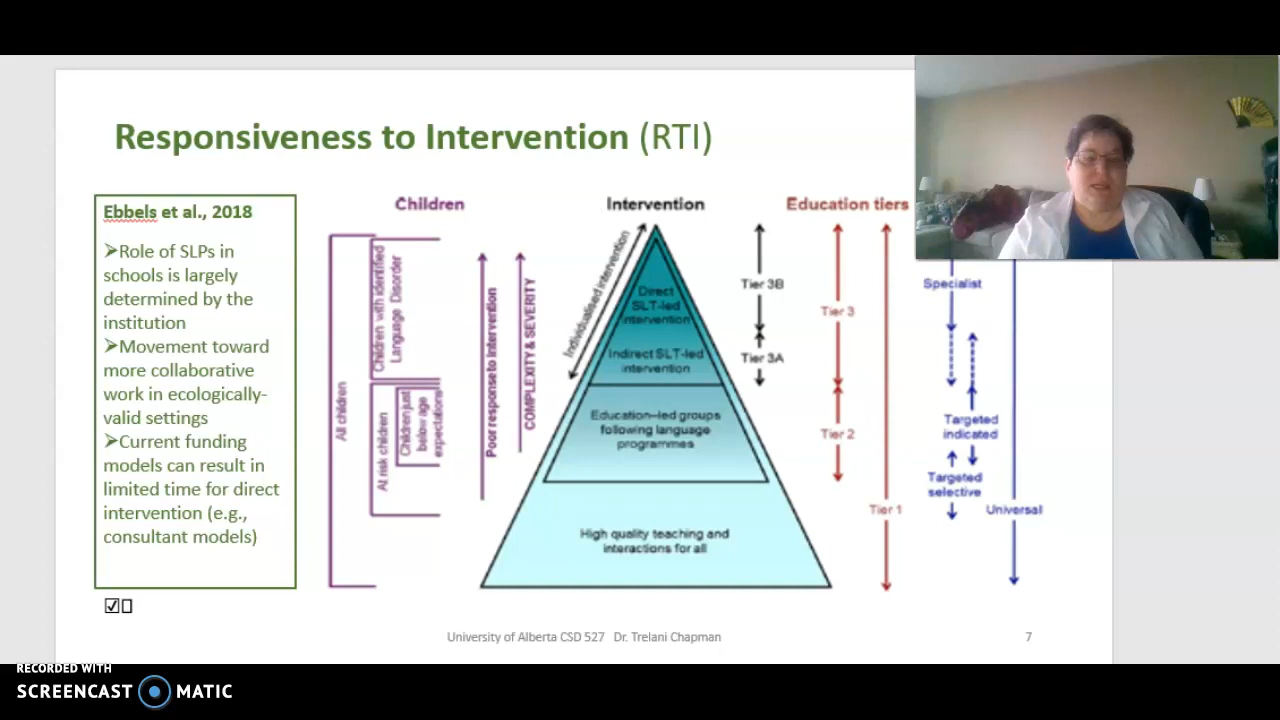 Responsiveness to Intervention (RTI)
Ebbels et al., 2018
➢Role of SLPs in
schools is largely
determined by the
institution
➢Movement toward
more collaborative
work in ecologically-
valid settings
➢Current funding
models can result in
limited time for direct
intervention (e.g.,
consultant models)
☑☐
Children
All children
Children with identified
Language Disorder
At risk children
Children just
below age
expectations
Poor response to intervention
COMPLEXITY & SEVERITY
Intervention
Individualised intervention
Direct
SLT-led
intervention
Indirect SLT-led
intervention
Education-led groups
following language
programmes
High quality teaching and
interactions for all
Tier 3B
Tier 3A
Education tiers
Tier 3
Tier 2
Tier 1
Specialist
Targeted
indicated
Targeted
selective
Universal
University of Alberta CSD 527 Dr. Trelani Chapman
7
RECORDED WITH
SCREENCAST MATIC